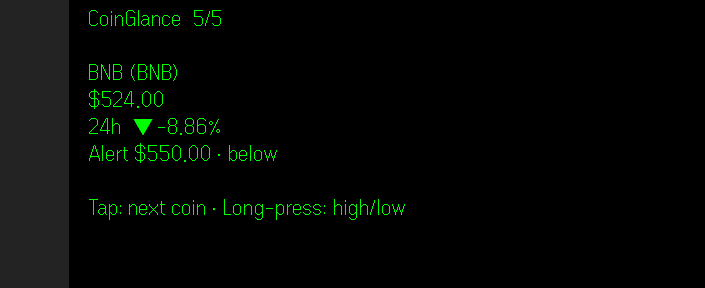 CoinGlance 5/5
BNB (BNB)
$524.00
24h ▼ -8.86%
Alert $550.00 · below
Tap: next coin · Long-press: high/low